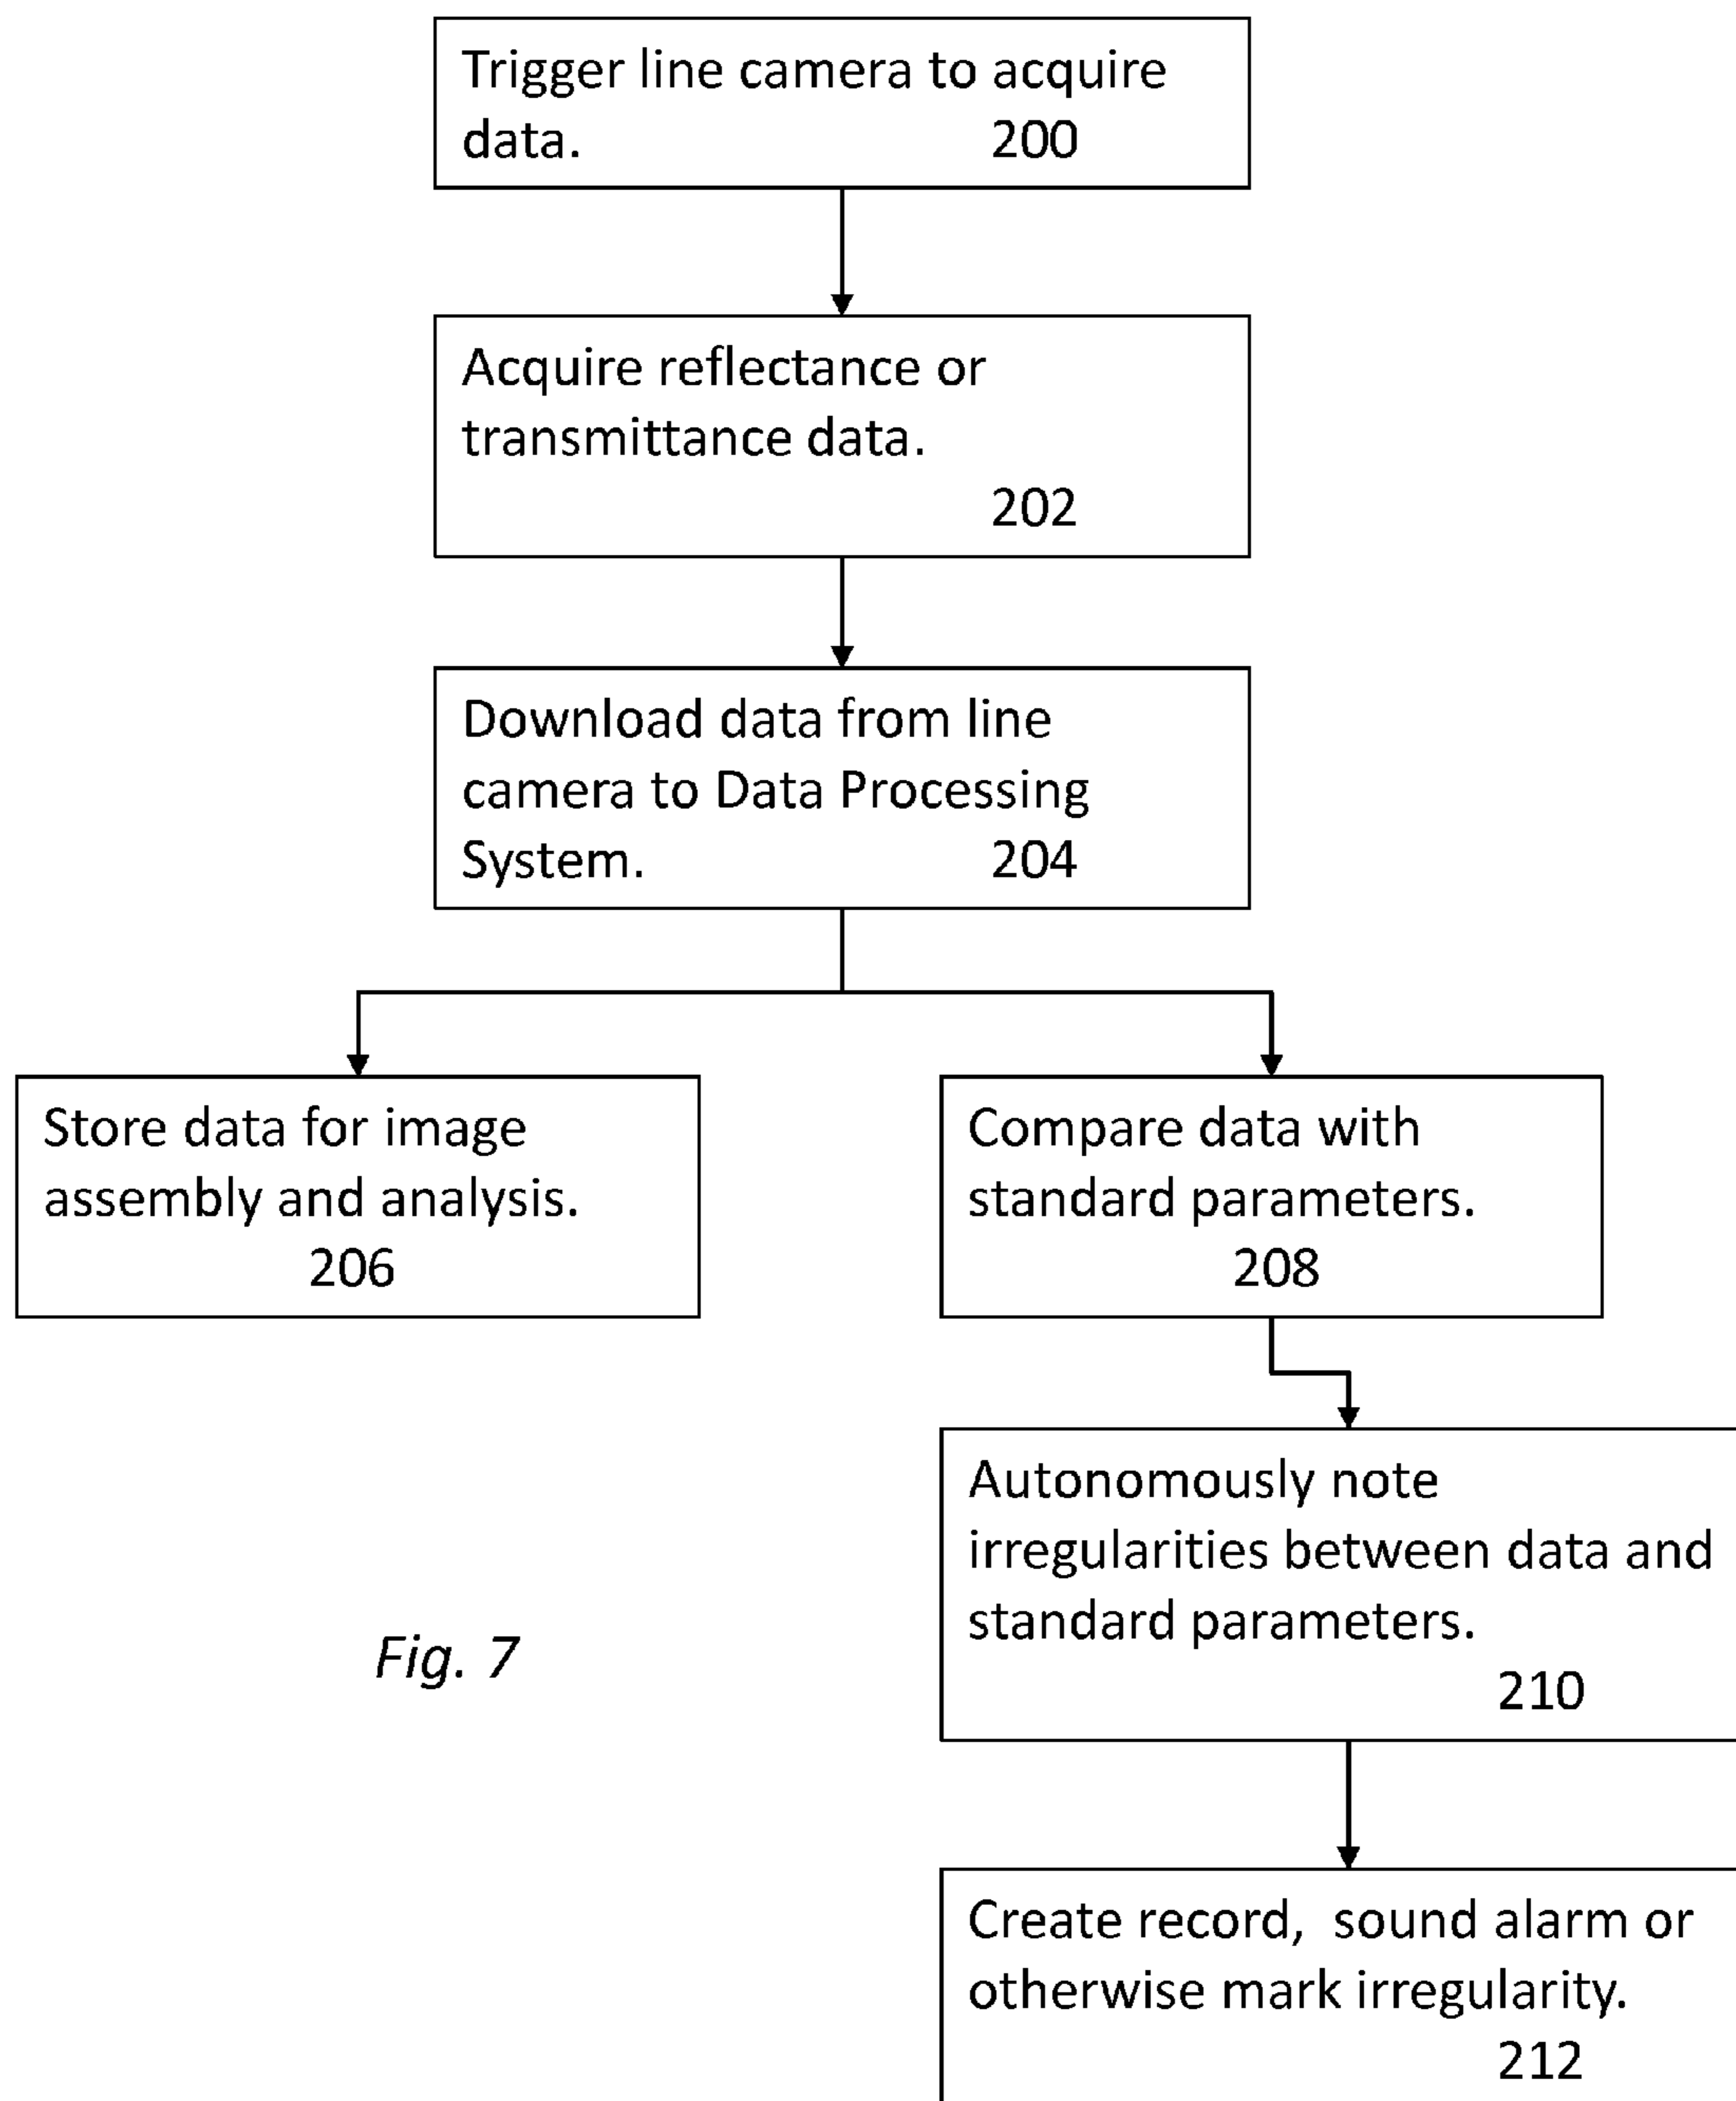 Trigger line camera to acquire
data. 200
Acquire reflectance or
transmittance data.
202
Download data from line
camera to Data Processing
System. 204
Store data for image
assembly and analysis.
206
Compare data with
standard parameters.
208
Autonomously note
irregularities between data and
standard parameters.
210
Fig. 7
Create record, sound alarm or
otherwise mark irregularity.
212